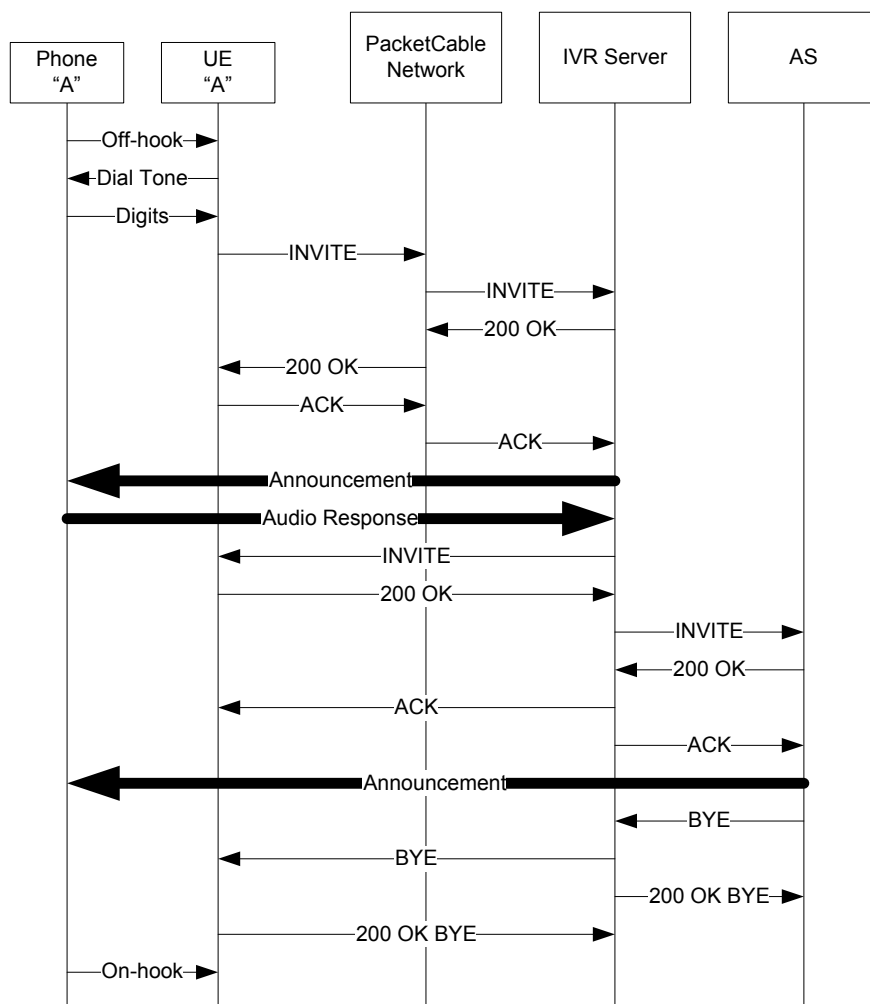 Phone
“A”
UE
“A”
PacketCable
Network
IVR Server
AS
Off-hook
Dial Tone
Digits
INVITE
INVITE
200 OK
200 OK
ACK
ACK
Announcement
Audio Response
INVITE
200 OK
INVITE
200 OK
ACK
ACK
Announcement
BYE
BYE
200 OK BYE
200 OK BYE
On-hook